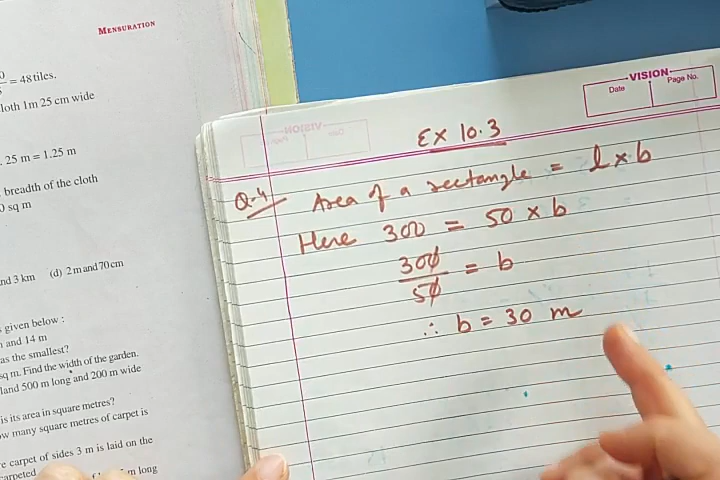 MENSURATION
= 48 tiles.
loth 1m 25 cm wide
25 m = 1.25 m
breadth of the cloth
sq m
nd 3 km (d) 2 m and 70 cm
given below :
and 14 m
as the smallest?
sq m. Find the width of the garden.
land 500 m long and 200 m wide
is its area in square metres?
ow many square metres of carpet is
e carpet of sides 3 m is laid on the
arpeted
m long
VISION
Date
Page No.
EX 10.3
Q.4 Area of a rectangle = l x b
Here 300 = 50 x b
300/50 = b
∴ b = 30 m